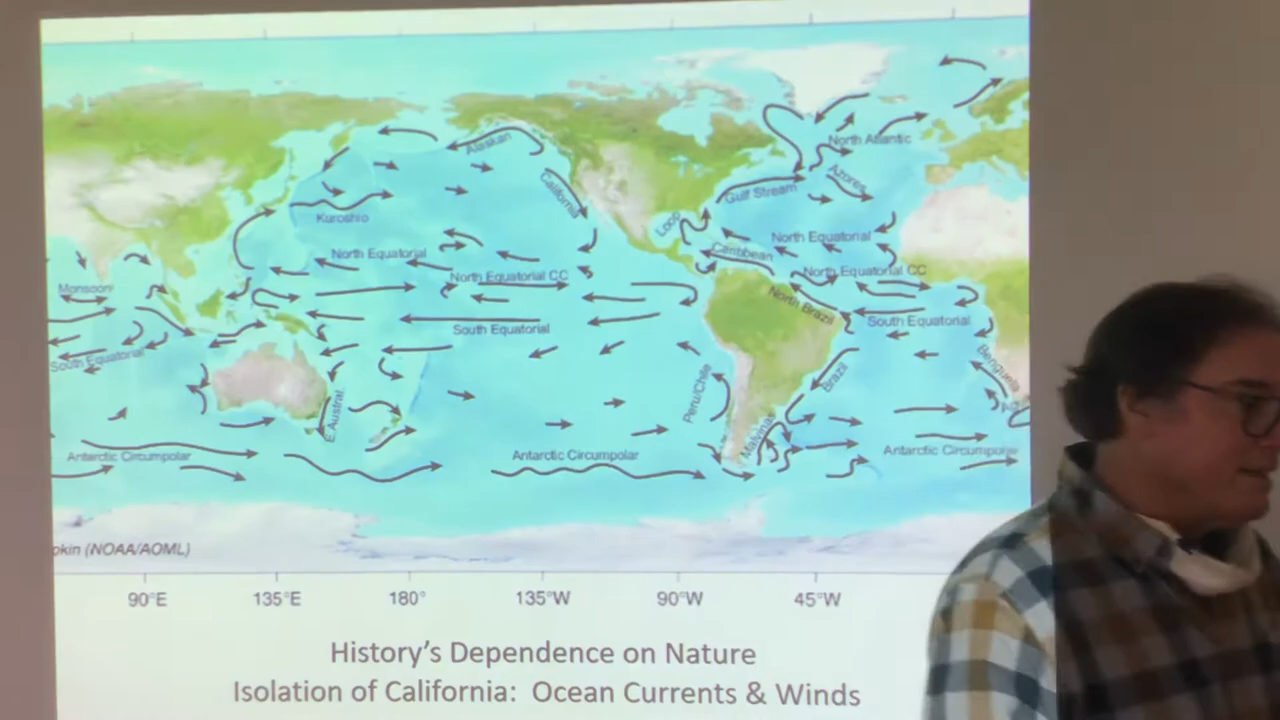 Alaskan
North Atlantic
California
Azores
Gulf Stream
Kuroshio
Loop
North Equatorial
North Equatorial
Caribbean
North Equatorial CC
North Equatorial CC
Monsoon
North Brazil
South Equatorial
South Equatorial
South Equatorial
Benguela
Brazil
Peru/Chile
E.Austral.
Malvinas
Antarctic Circumpolar
Antarctic Circumpolar
Antarctic Circumpolar
pkin (NOAA/AOML)
90°E 135°E 180° 135°W 90°W 45°W
History's Dependence on Nature
Isolation of California: Ocean Currents & Winds